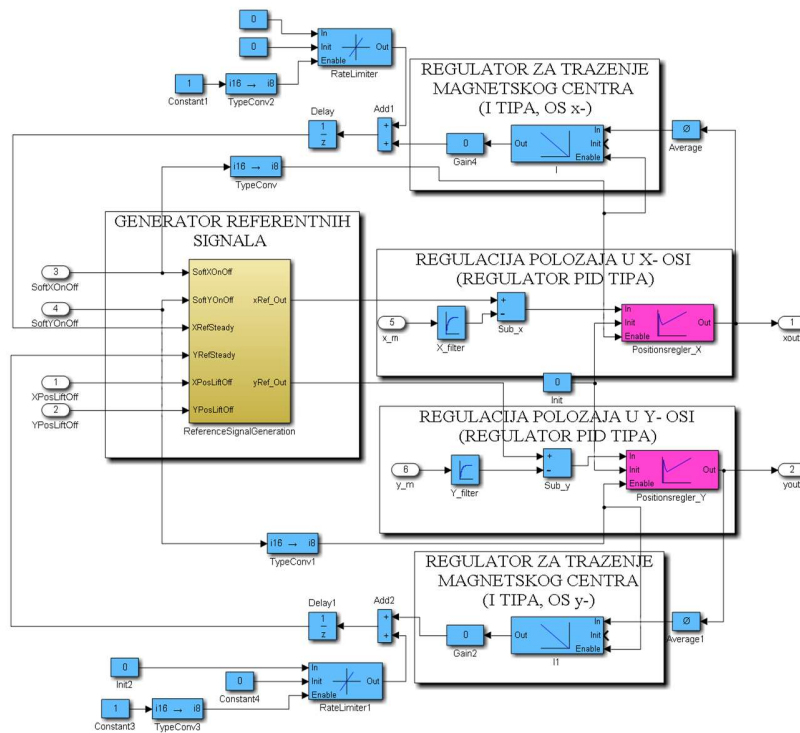 0
0
In
Init
Enable
Out
RateLimiter
1
Constant1
i16 → i8
TypeConv2
REGULATOR ZA TRAZENJE
MAGNETSKOG CENTRA
(I TIPA, OS x-)
Delay
1
z
Add1
+
+
0
Gain4
Out
In
Init
Enable
I
Ø
Average
i16 → i8
TypeConv
GENERATOR REFERENTNIH
SIGNALA
3
SoftXOnOff
4
SoftYOnOff
1
XPosLiftOff
2
YPosLiftOff
SoftXOnOff
SoftYOnOff
XRefSteady
YRefSteady
XPosLiftOff
YPosLiftOff
xRef_Out
yRef_Out
ReferenceSignalGeneration
REGULACIJA POLOZAJA U X- OSI
(REGULATOR PID TIPA)
5
x_m
X_filter
+
−
Sub_x
In
Init
Enable
Out
Positionsregler_X
1
xout
0
Init
REGULACIJA POLOZAJA U Y- OSI
(REGULATOR PID TIPA)
6
y_m
Y_filter
+
−
Sub_y
In
Init
Enable
Out
Positionsregler_Y
2
yout
i16 → i8
TypeConv1
REGULATOR ZA TRAZENJE
MAGNETSKOG CENTRA
(I TIPA, OS y-)
Delay1
1
z
Add2
+
+
0
Gain2
Out
In
Init
Enable
I1
Ø
Average1
0
Init2
0
Constant4
1
Constant3
i16 → i8
TypeConv3
In
Init
Enable
Out
RateLimiter1